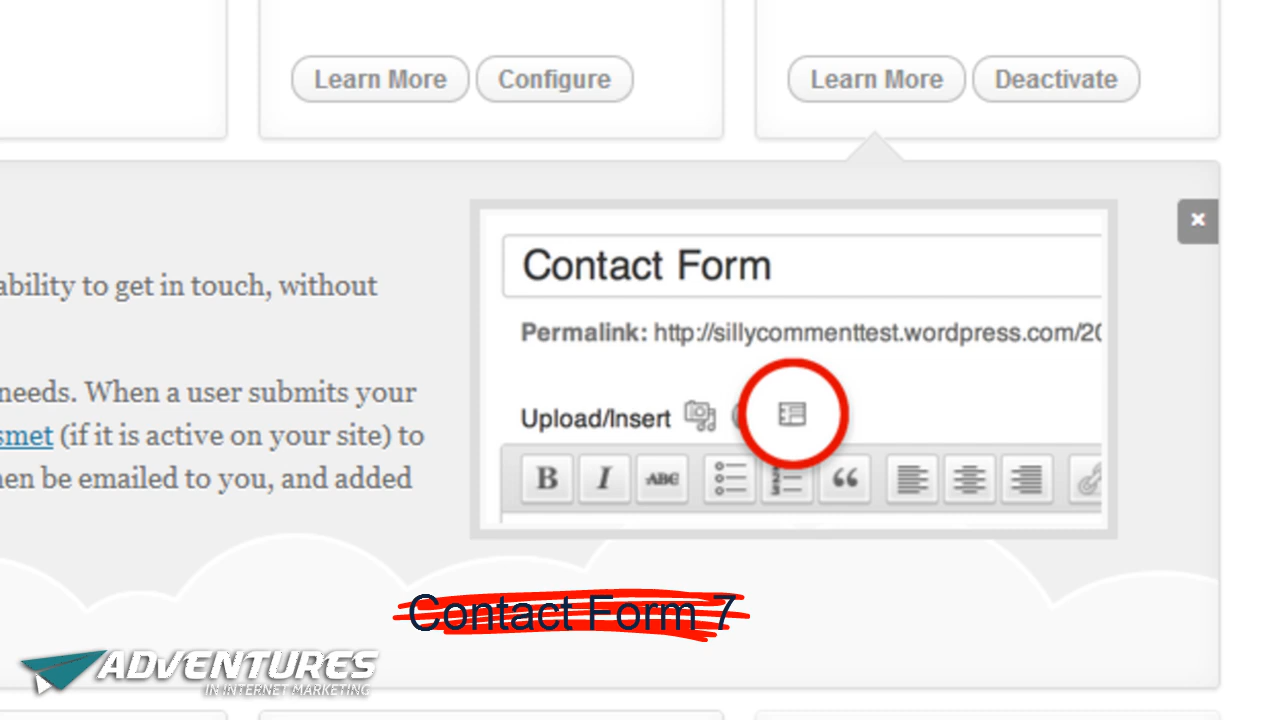 Learn More
Configure
Learn More
Deactivate
ability to get in touch, without
needs. When a user submits your
smet (if it is active on your site) to
en be emailed to you, and added
Contact Form
Permalink: http://sillycommenttest.wordpress.com/20
Upload/Insert
B I ABC
Contact Form 7
ADVENTURES
IN INTERNET MARKETING